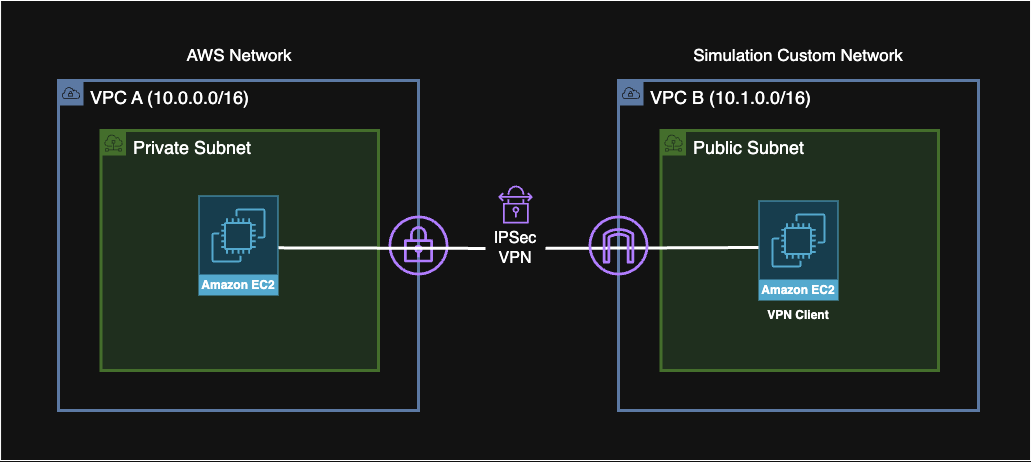 AWS Network
Simulation Custom Network
VPC A (10.0.0.0/16)
VPC B (10.1.0.0/16)
Private Subnet
Public Subnet
IPSec
VPN
Amazon EC2
Amazon EC2
VPN Client